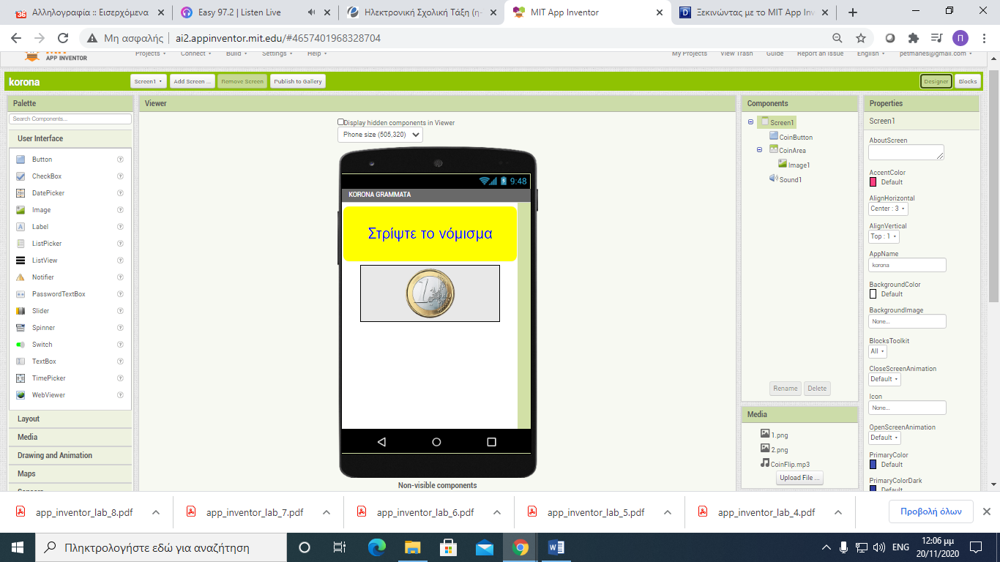 Αλληλογραφία :: Εισερχόμενα
Easy 97.2 | Listen Live
Ηλεκτρονική Σχολική Τάξη (η-
MIT App Inventor
Ξεκινώντας με το MIT App Inv
Μη ασφαλής | ai2.appinventor.mit.edu/#4657401968328704
APP INVENTOR
Projects Connect Build Settings Help My Projects View Trash Guide Report an Issue English petmanes@gmail.com
korona Screen1 Add Screen ... Remove Screen Publish to Gallery Designer Blocks
Palette
Search Components...
User Interface
Button
CheckBox
DatePicker
Image
Label
ListPicker
ListView
Notifier
PasswordTextBox
Slider
Spinner
Switch
TextBox
TimePicker
WebViewer
Layout
Media
Drawing and Animation
Maps
Viewer
Display hidden components in Viewer
Phone size (505,320)
9:48
KORONA GRAMMATA
Στρίψτε το νόμισμα
Non-visible components
Components
Screen1
CoinButton
CoinArea
Image1
Sound1
Rename Delete
Media
1.png
2.png
CoinFlip.mp3
Upload File ...
Properties
Screen1
AboutScreen
AccentColor
Default
AlignHorizontal
Center : 3
AlignVertical
Top : 1
AppName
korona
BackgroundColor
Default
BackgroundImage
None...
BlocksToolkit
All
CloseScreenAnimation
Default
Icon
None...
OpenScreenAnimation
Default
PrimaryColor
Default
PrimaryColorDark
Default
app_inventor_lab_8.pdf
app_inventor_lab_7.pdf
app_inventor_lab_6.pdf
app_inventor_lab_5.pdf
app_inventor_lab_4.pdf
Προβολή όλων
Πληκτρολογήστε εδώ για αναζήτηση
ENG
12:06 μμ
20/11/2020